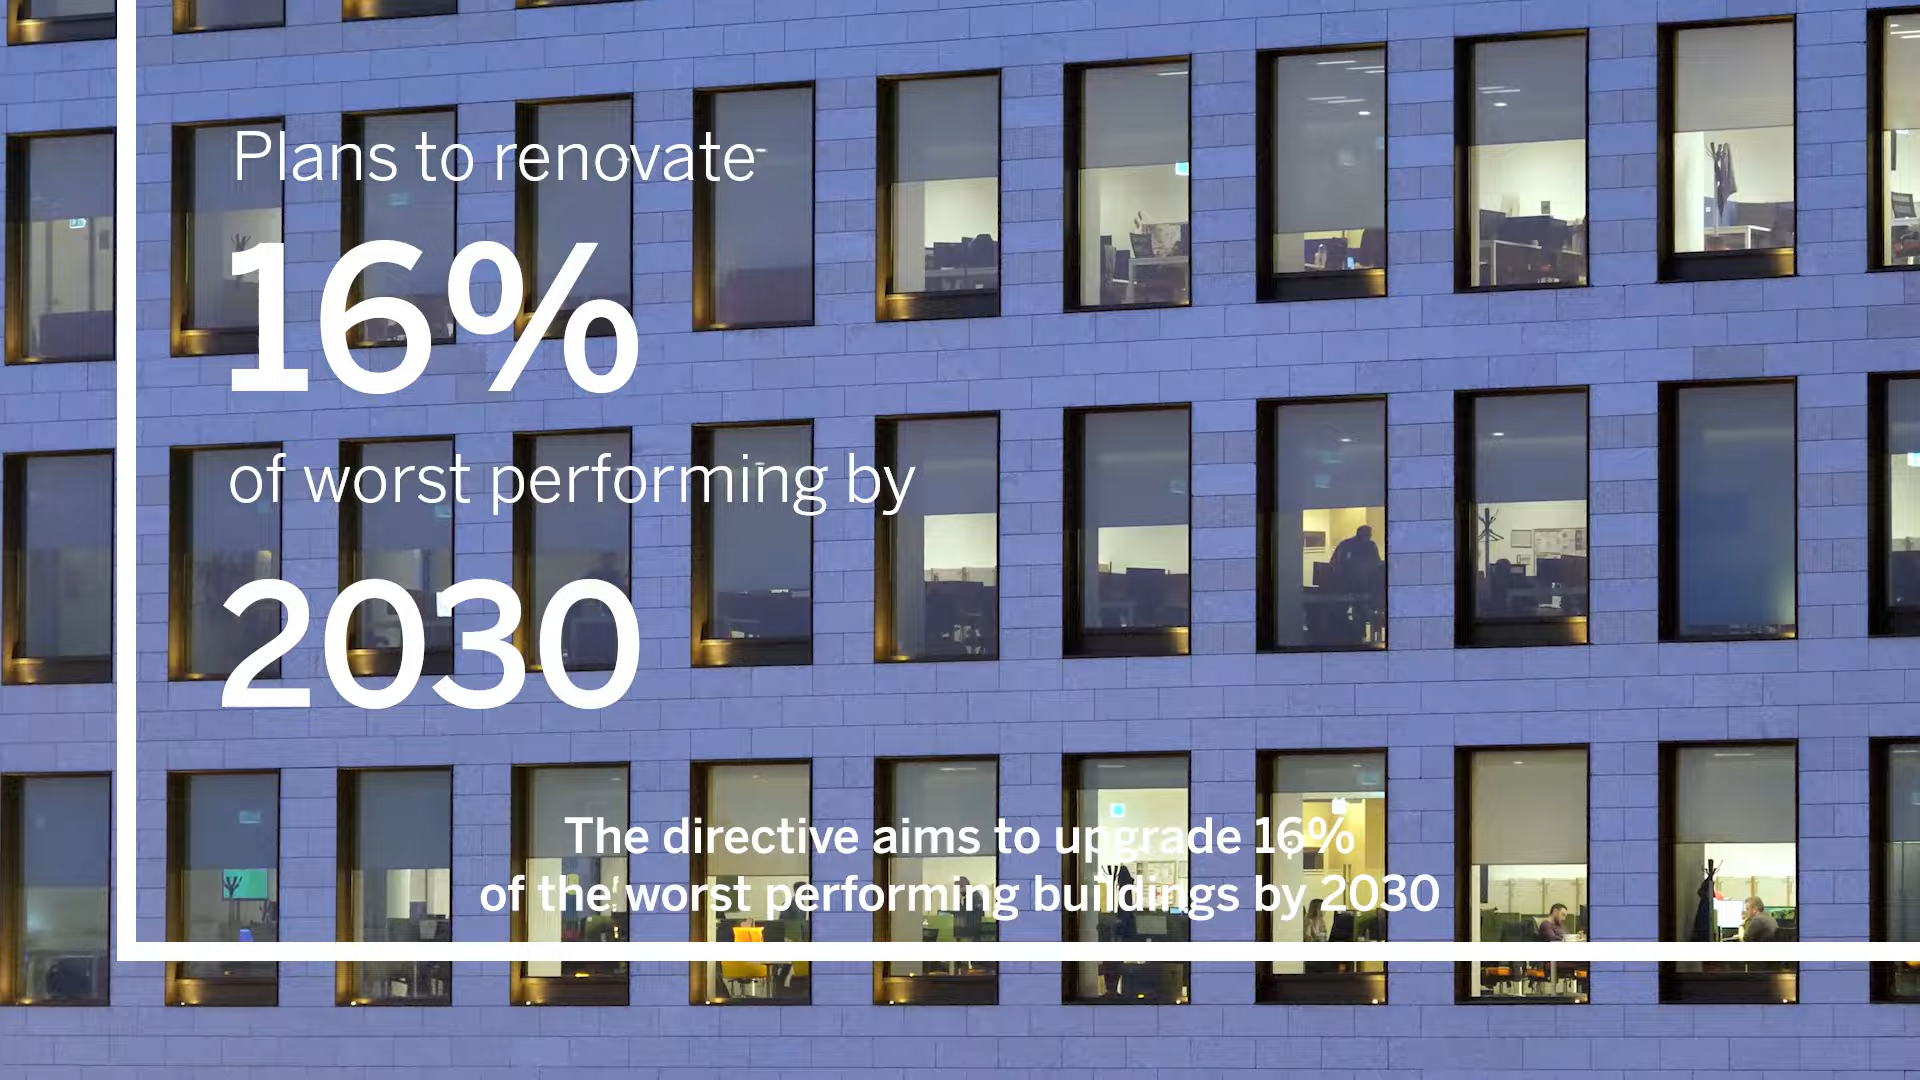 Plans to renovate
16%
of worst performing by
2030
The directive aims to upgrade 16%
of the worst performing buildings by 2030